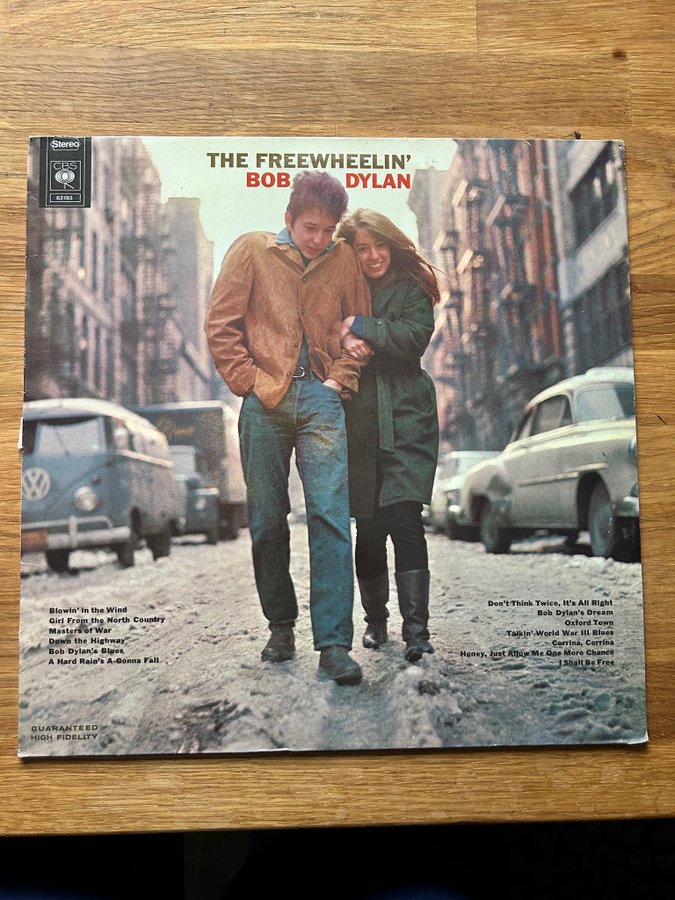 Stereo
CBS
62193
THE FREEWHEELIN'
BOB DYLAN
Blowin' in the Wind
Girl From the North Country
Masters of War
Down the Highway
Bob Dylan's Blues
A Hard Rain's A-Gonna Fall
Don't Think Twice, It's All Right
Bob Dylan's Dream
Oxford Town
Talkin' World War III Blues
Corrina, Corrina
Honey, Just Allow Me One More Chance
I Shall Be Free
GUARANTEED
HIGH FIDELITY